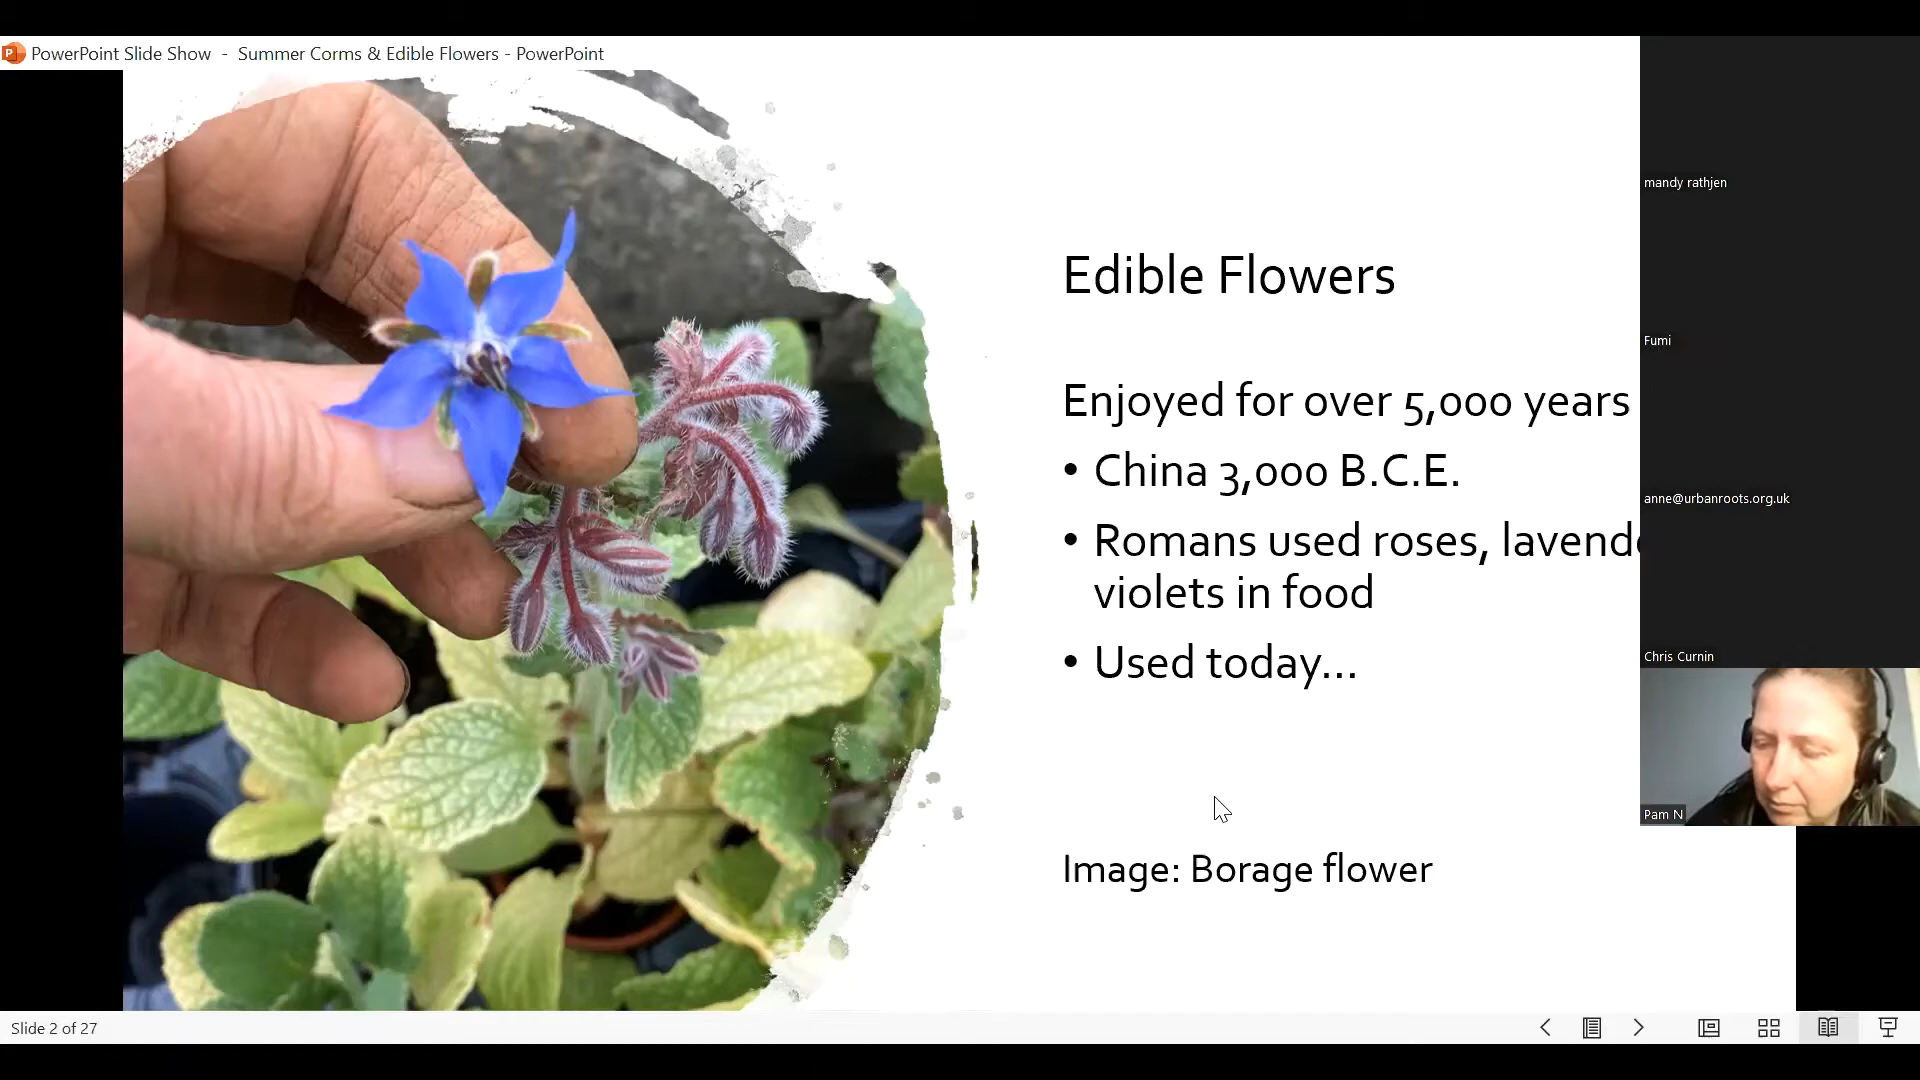 PowerPoint Slide Show - Summer Corms & Edible Flowers - PowerPoint
Edible Flowers
Enjoyed for over 5,000 years
• China 3,000 B.C.E.
• Romans used roses, lavend
violets in food
• Used today...
Image: Borage flower
mandy rathjen
Fumi
anne@urbanroots.org.uk
Chris Curnin
Pam N
Slide 2 of 27